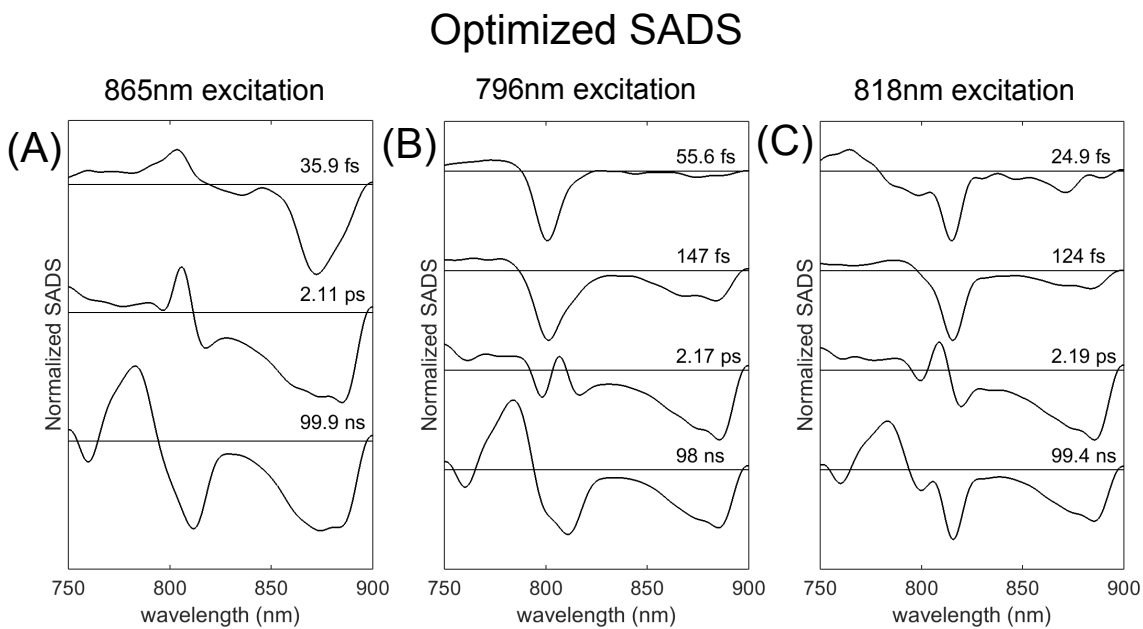 Optimized SADS
865nm excitation
796nm excitation
818nm excitation
(A)
Normalized SADS
35.9 fs
2.11 ps
99.9 ns
750
800
850
900
wavelength (nm)
(B)
Normalized SADS
55.6 fs
147 fs
2.17 ps
98 ns
750
800
850
900
wavelength (nm)
(C)
Normalized SADS
24.9 fs
124 fs
2.19 ps
99.4 ns
750
800
850
900
wavelength (nm)